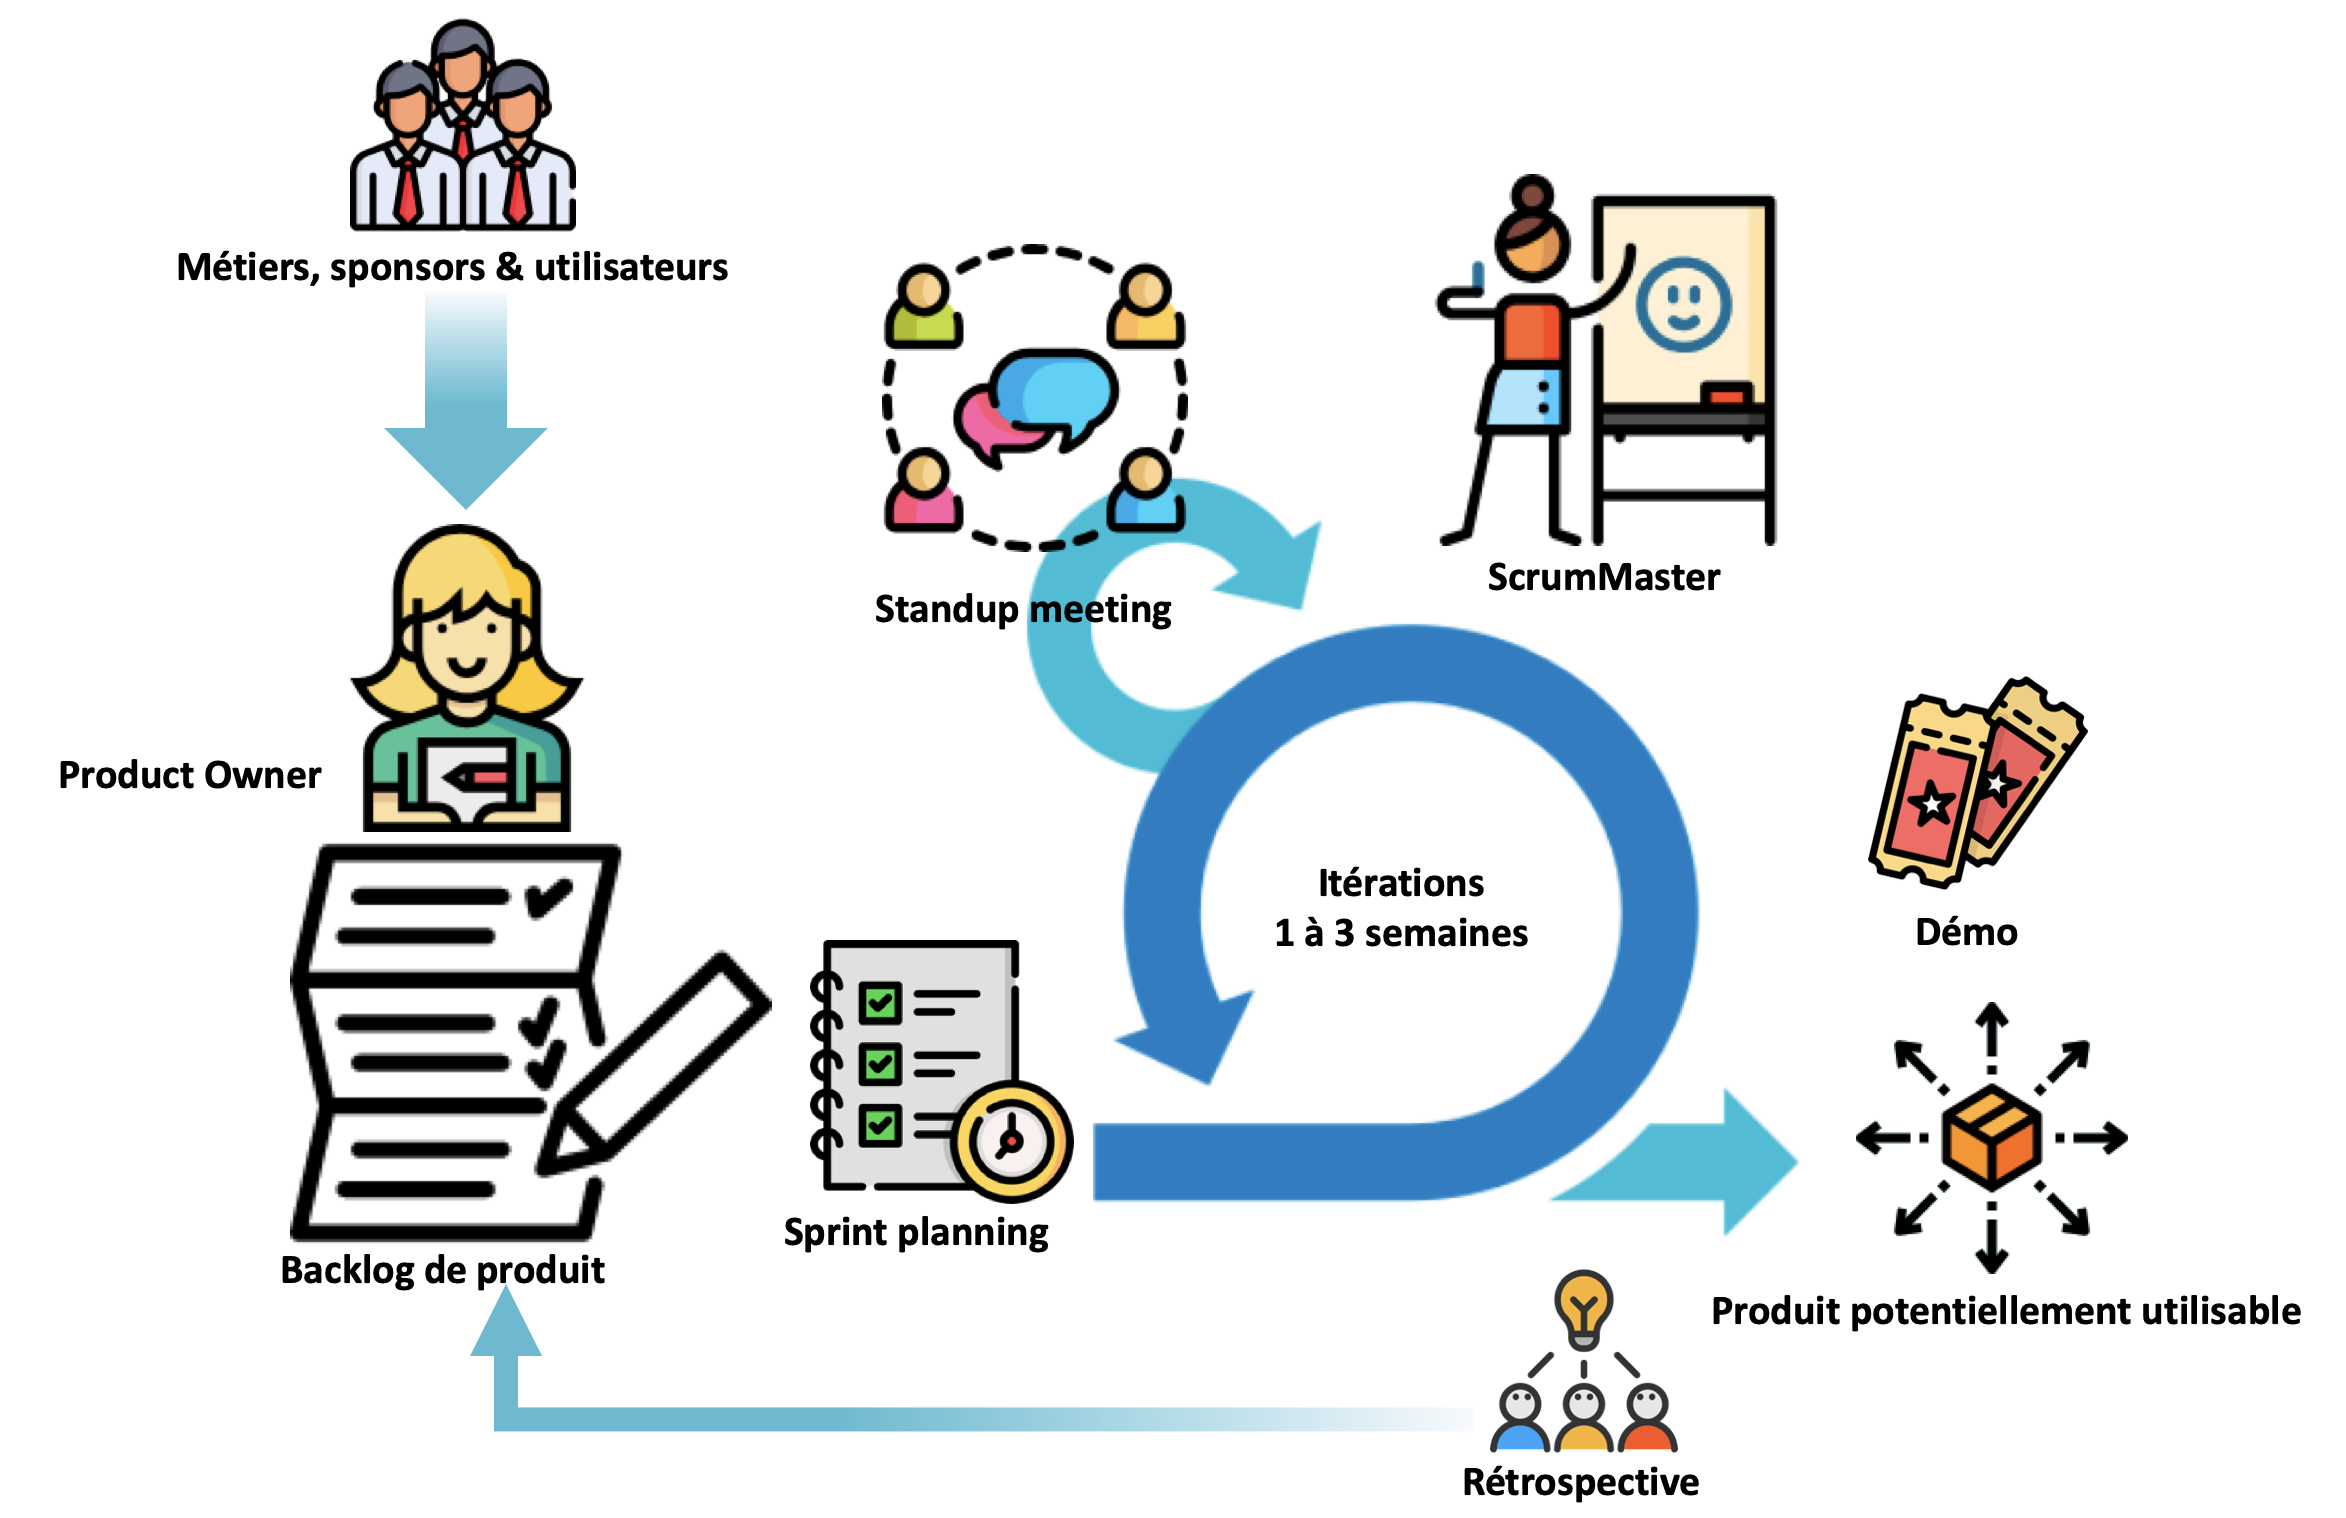 Métiers, sponsors & utilisateurs
Standup meeting
ScrumMaster
Product Owner
Itérations
1 à 3 semaines
Démo
Sprint planning
Backlog de produit
Produit potentiellement utilisable
Rétrospective